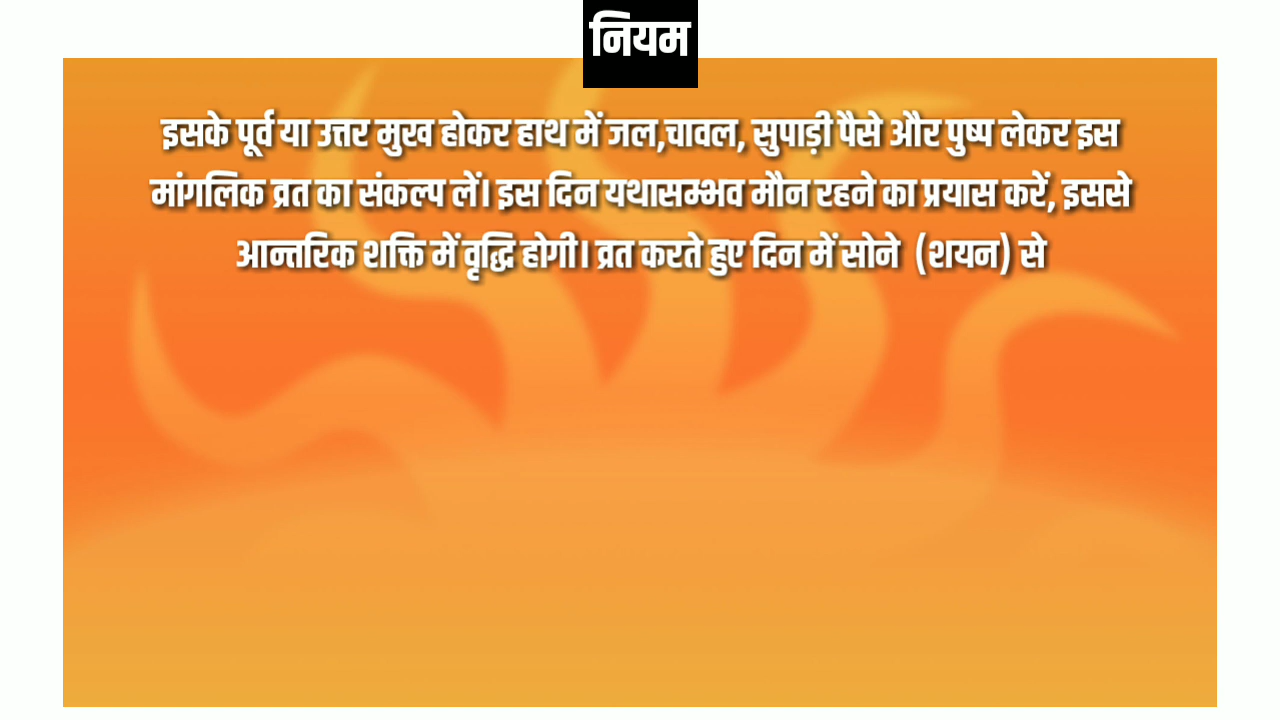 नियम
इसके पूर्व या उत्तर मुख होकर हाथ में जल,चावल, सुपाड़ी पैसे और पुष्प लेकर इस
मांगलिक व्रत का संकल्प लें। इस दिन यथासम्भव मौन रहने का प्रयास करें, इससे
आन्तरिक शक्ति में वृद्धि होगी। व्रत करते हुए दिन में सोने (शयन) से